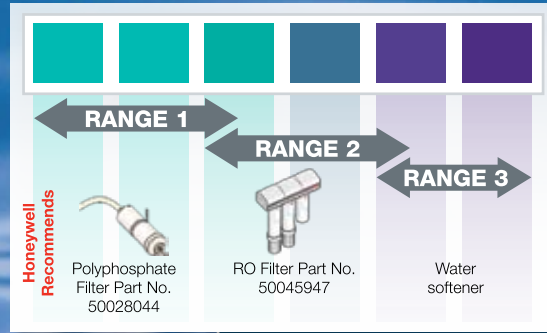 RANGE 1
RANGE 2
RANGE 3
Honeywell
Recommends
Polyphosphate
Filter Part No.
50028044
RO Filter Part No.
50045947
Water
softener